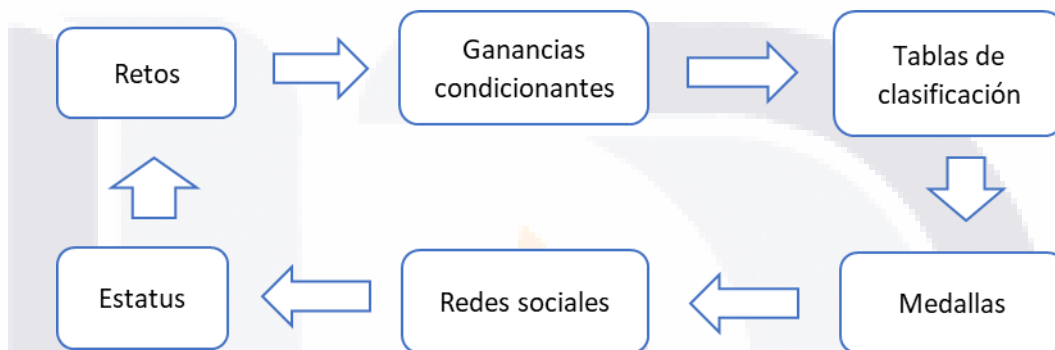 Retos
Ganancias
condicionantes
Tablas de
clasificación
Medallas
Redes sociales
Estatus